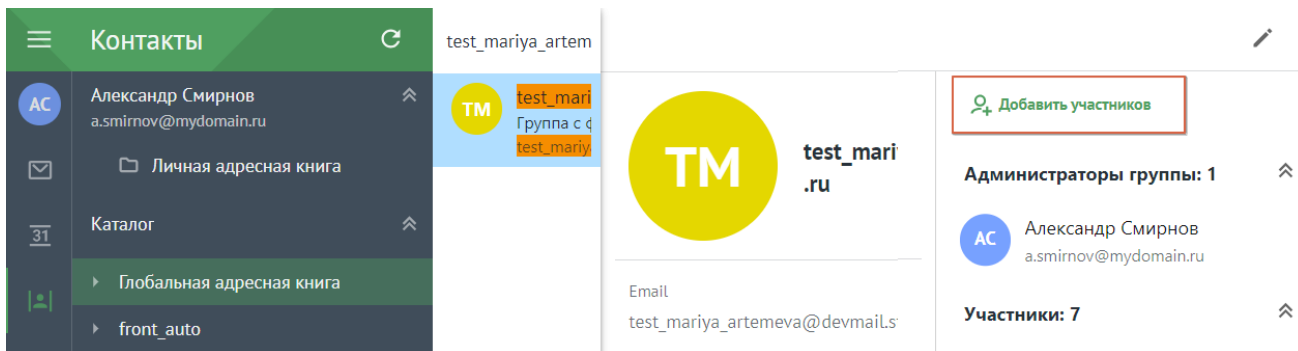 Контакты
test_mariya_artem
АС
Александр Смирнов
a.smirnov@mydomain.ru
Личная адресная книга
31
Каталог
Глобальная адресная книга
front_auto
ТМ
test_mari
Группа с
test_mariy
ТМ
test_mari
.ru
Email
test_mariya_artemeva@devmail.s
Добавить участников
Администраторы группы: 1
АС
Александр Смирнов
a.smirnov@mydomain.ru
Участники: 7